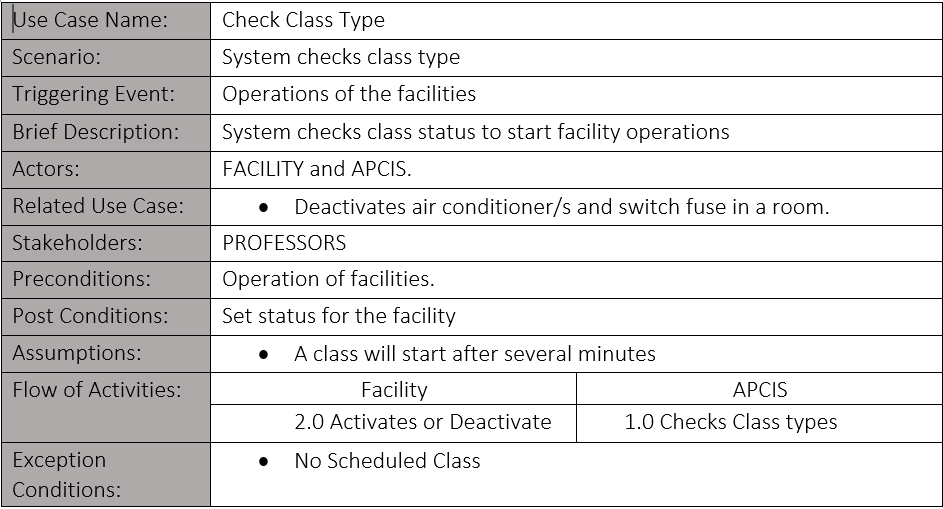 Use Case Name: Check Class Type
Scenario: System checks class type
Triggering Event: Operations of the facilities
Brief Description: System checks class status to start facility operations
Actors: FACILITY and APCIS.
Related Use Case: • Deactivates air conditioner/s and switch fuse in a room.
Stakeholders: PROFESSORS
Preconditions: Operation of facilities.
Post Conditions: Set status for the facility
Assumptions: • A class will start after several minutes
Flow of Activities: Facility APCIS
2.0 Activates or Deactivate 1.0 Checks Class types
Exception • No Scheduled Class
Conditions: